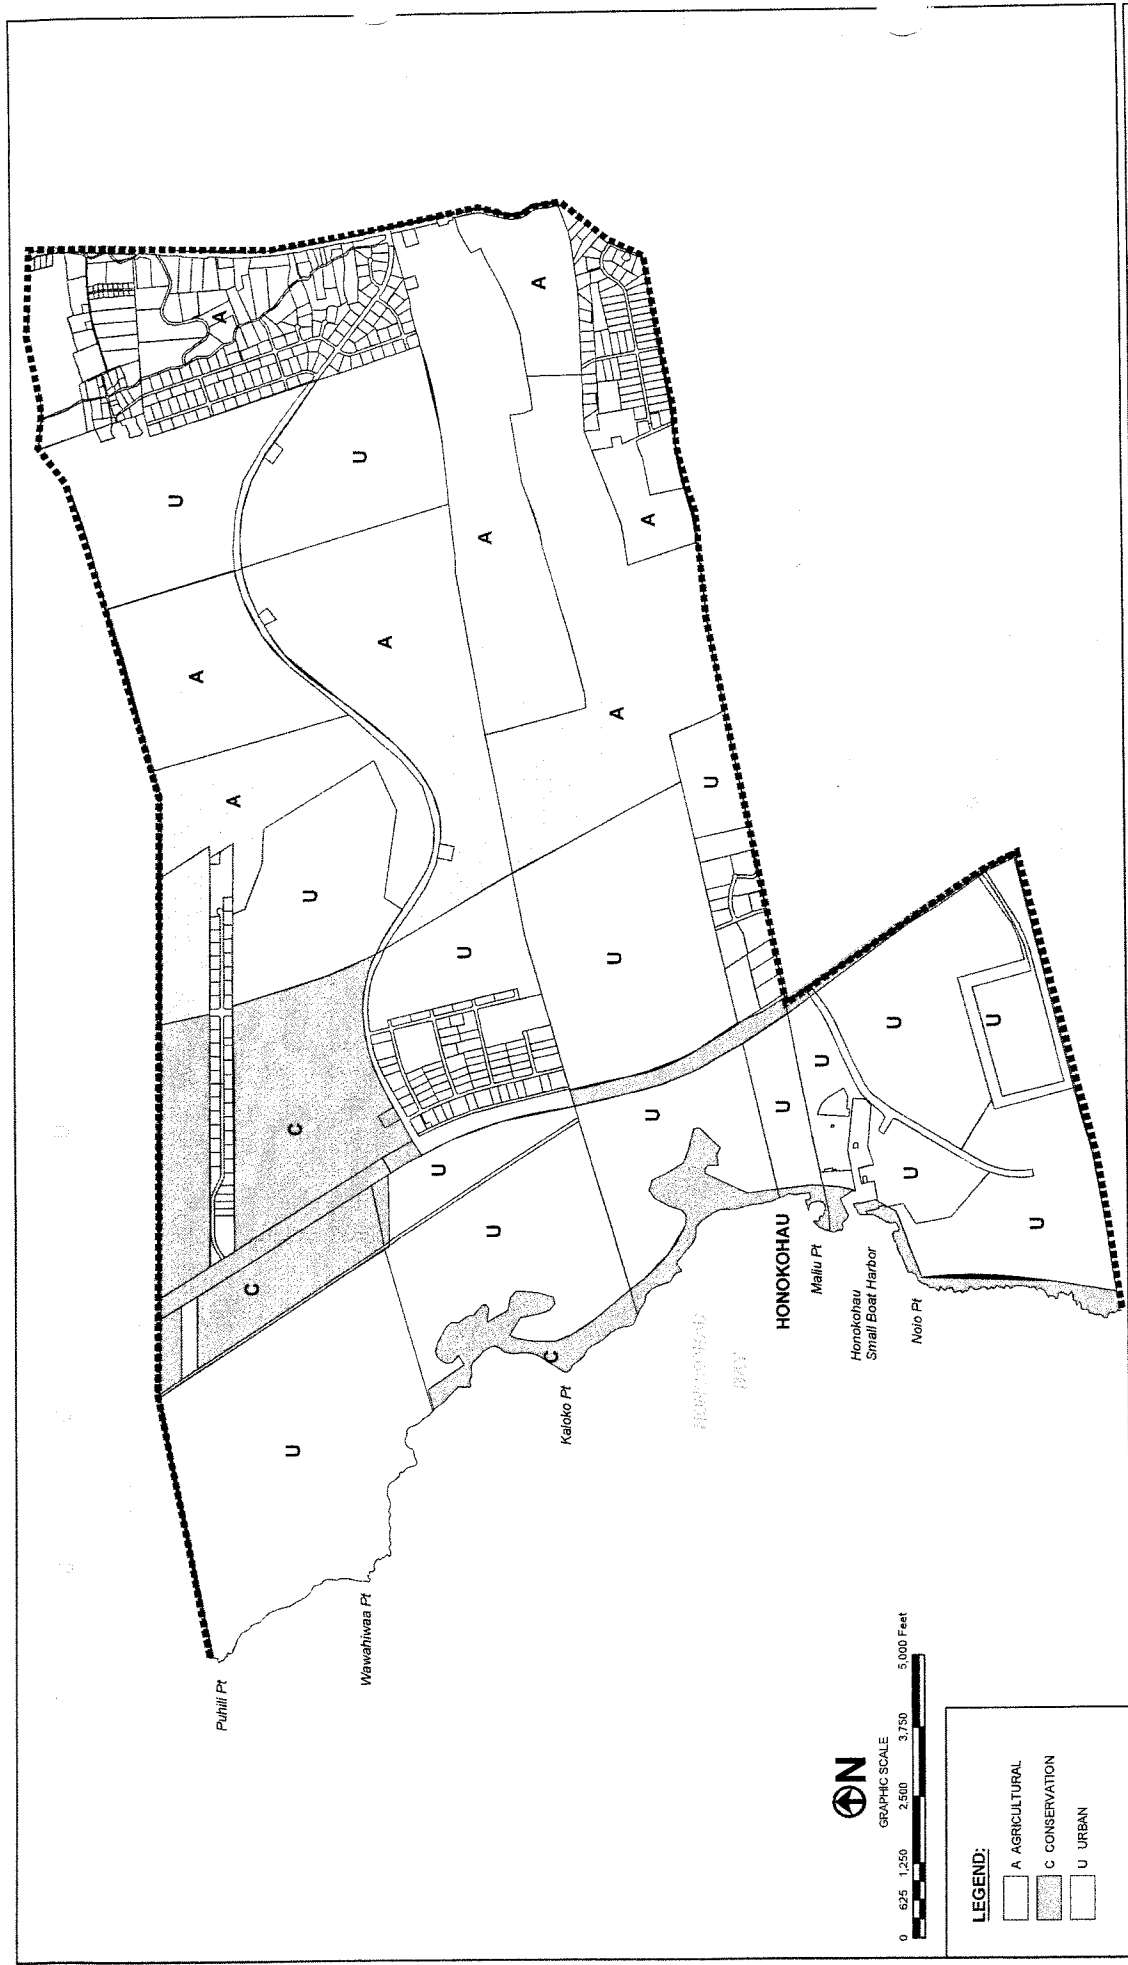 U
A
A
Puhili Pt
A
C
U
C
U
Wawahiwaa Pt
U
A
U
U
A
U
A
C
Kaloko Pt
U
A
A
U
U
HONOKOHAU
U
Maliu Pt
U
Honokohau
Small Boat Harbor
U
U
Noio Pt
U
U
N
GRAPHIC SCALE
0 625 1,250 2,500 3,750 5,000 Feet
LEGEND:
A AGRICULTURAL
C CONSERVATION
U URBAN